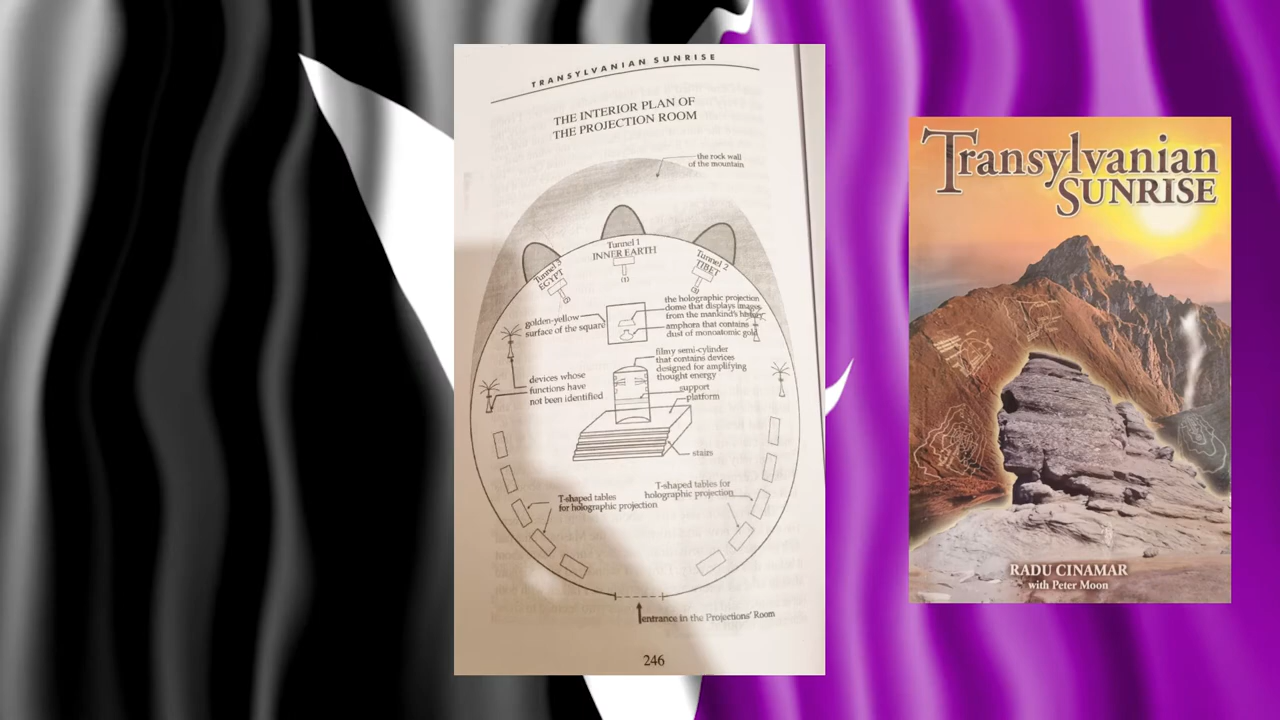 TRANSYLVANIAN SUNRISE
THE INTERIOR PLAN OF
THE PROJECTION ROOM
the rock wall
of the mountain
Tunnel 1
INNER EARTH
(1)
Tunnel 3
EGYPT
Tunnel 2
TIBET
golden-yellow
surface of the square
the holographic projection
dome that displays images
from the mankind's history
amphora that contains
dust of monoatomic gold
filmy semi-cylinder
that contains devices
designed for amplifying
thought energy
devices whose
functions have
not been identified
support
platform
stairs
T-shaped tables
for holographic projection
T-shaped tables for
holographic projection
entrance in the Projections' Room
246
Transylvanian
SUNRISE
RADU CINAMAR
with Peter Moon